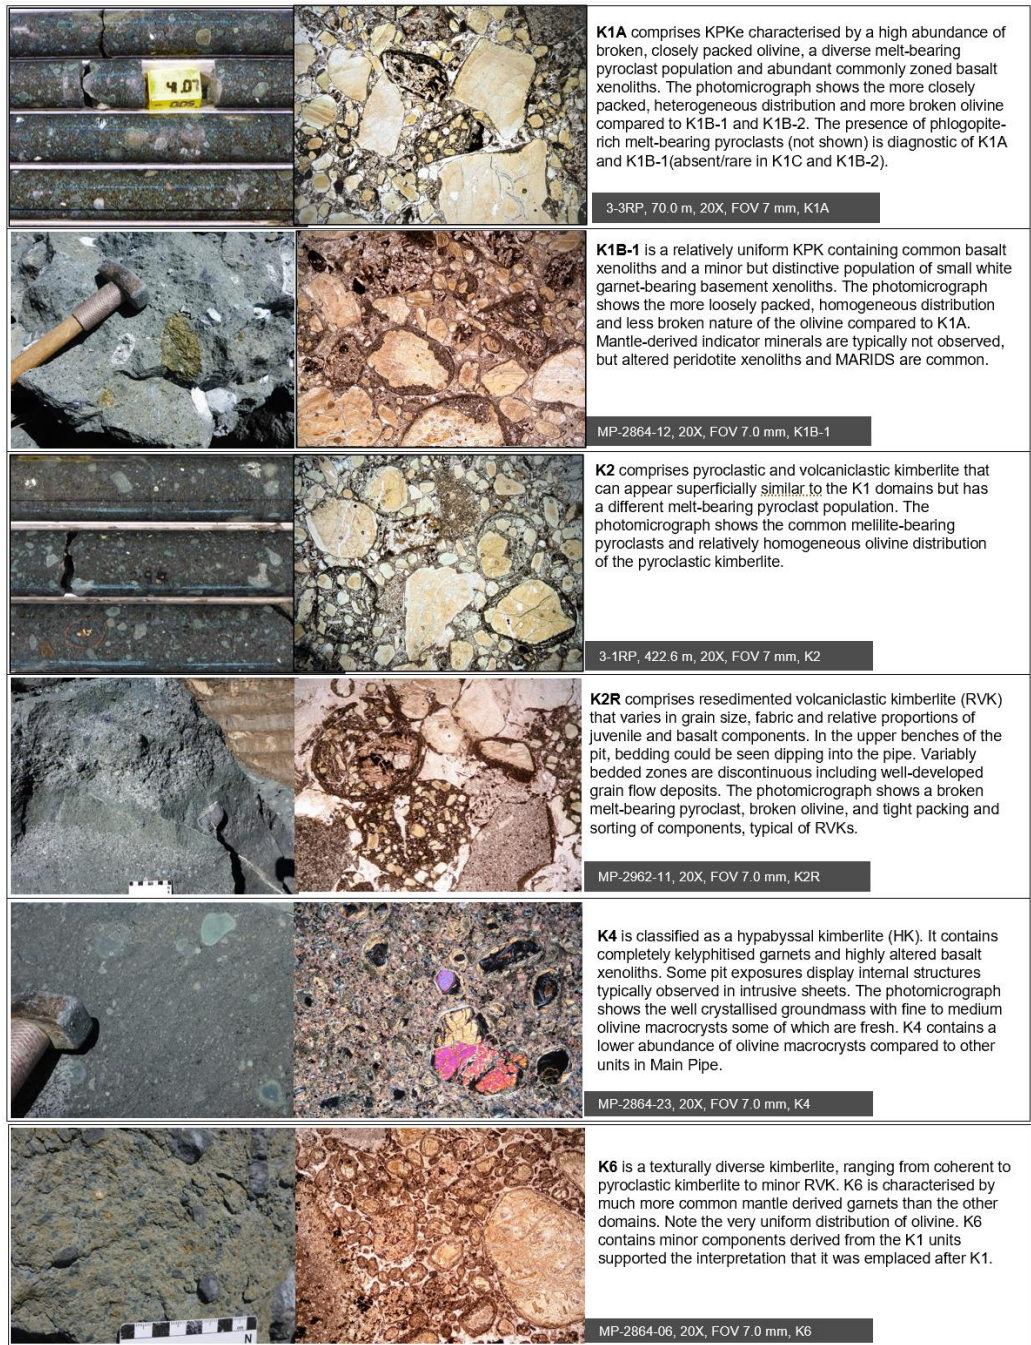 K1A comprises KPKe characterised by a high abundance of
broken, closely packed olivine, a diverse melt-bearing
pyroclast population and abundant commonly zoned basalt
xenoliths. The photomicrograph shows the more closely
packed, heterogeneous distribution and more broken olivine
compared to K1B-1 and K1B-2. The presence of phlogopite-
rich melt-bearing pyroclasts (not shown) is diagnostic of K1A
and K1B-1(absent/rare in K1C and K1B-2).
3-3RP, 70.0 m, 20X, FOV 7 mm, K1A
K1B-1 is a relatively uniform KPK containing common basalt
xenoliths and a minor but distinctive population of small white
garnet-bearing basement xenoliths. The photomicrograph
shows the more loosely packed, homogeneous distribution
and less broken nature of the olivine compared to K1A.
Mantle-derived indicator minerals are typically not observed,
but altered peridotite xenoliths and MARIDS are common.
MP-2864-12, 20X, FOV 7.0 mm, K1B-1
K2 comprises pyroclastic and volcaniclastic kimberlite that
can appear superficially similar to the K1 domains but has
a different melt-bearing pyroclast population. The
photomicrograph shows the common melilite-bearing
pyroclasts and relatively homogeneous olivine distribution
of the pyroclastic kimberlite.
3-1RP, 422.6 m, 20X, FOV 7 mm, K2
K2R comprises resedimented volcaniclastic kimberlite (RVK)
that varies in grain size, fabric and relative proportions of
juvenile and basalt components. In the upper benches of the
pit, bedding could be seen dipping into the pipe. Variably
bedded zones are discontinuous including well-developed
grain flow deposits. The photomicrograph shows a broken
melt-bearing pyroclast, broken olivine, and tight packing and
sorting of components, typical of RVKs.
MP-2962-11, 20X, FOV 7.0 mm, K2R
K4 is classified as a hypabyssal kimberlite (HK). It contains
completely kelyphitised garnets and highly altered basalt
xenoliths. Some pit exposures display internal structures
typically observed in intrusive sheets. The photomicrograph
shows the well crystallised groundmass with fine to medium
olivine macrocrysts some of which are fresh. K4 contains a
lower abundance of olivine macrocrysts compared to other
units in Main Pipe.
MP-2864-23, 20X, FOV 7.0 mm, K4
K6 is a texturally diverse kimberlite, ranging from coherent to
pyroclastic kimberlite to minor RVK. K6 is characterised by
much more common mantle derived garnets than the other
domains. Note the very uniform distribution of olivine. K6
contains minor components derived from the K1 units
supported the interpretation that it was emplaced after K1.
N
MP-2864-06, 20X, FOV 7.0 mm, K6